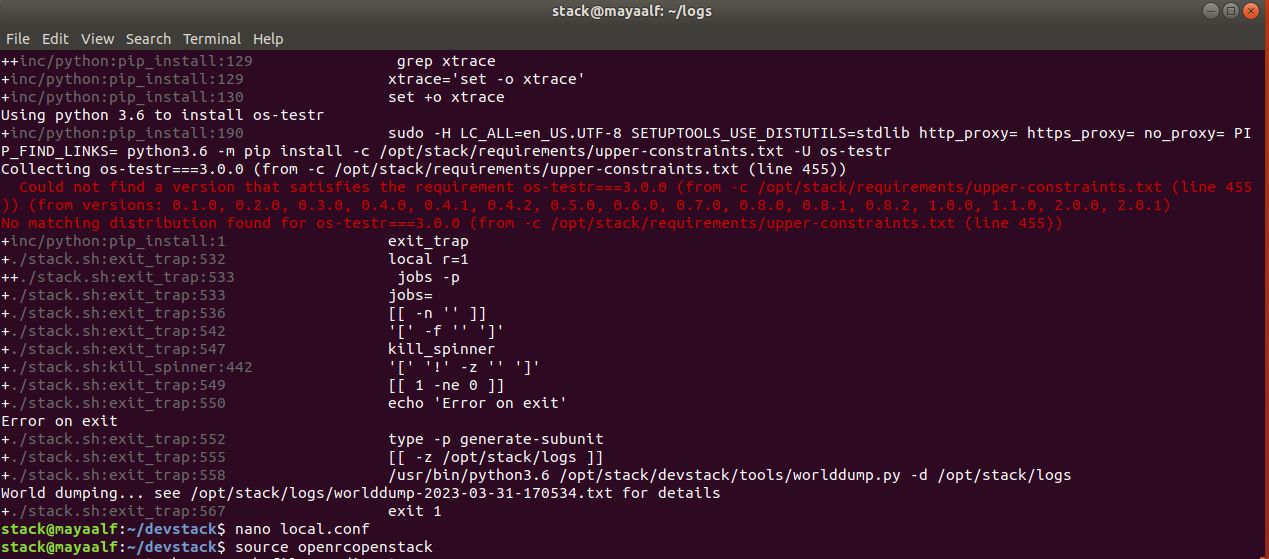 stack@mayaalf: ~/logs
File Edit View Search Terminal Help
++inc/python:pip_install:129 grep xtrace
+inc/python:pip_install:129 xtrace='set -o xtrace'
+inc/python:pip_install:130 set +o xtrace
Using python 3.6 to install os-testr
+inc/python:pip_install:190 sudo -H LC_ALL=en_US.UTF-8 SETUPTOOLS_USE_DISTUTILS=stdlib http_proxy= https_proxy= no_proxy= PI
P_FIND_LINKS= python3.6 -m pip install -c /opt/stack/requirements/upper-constraints.txt -U os-testr
Collecting os-testr===3.0.0 (from -c /opt/stack/requirements/upper-constraints.txt (line 455))
Could not find a version that satisfies the requirement os-testr===3.0.0 (from -c /opt/stack/requirements/upper-constraints.txt (line 455
)) (from versions: 0.1.0, 0.2.0, 0.3.0, 0.4.0, 0.4.1, 0.4.2, 0.5.0, 0.6.0, 0.7.0, 0.8.0, 0.8.1, 0.8.2, 1.0.0, 1.1.0, 2.0.0, 2.0.1)
No matching distribution found for os-testr===3.0.0 (from -c /opt/stack/requirements/upper-constraints.txt (line 455))
+inc/python:pip_install:1 exit_trap
+./stack.sh:exit_trap:532 local r=1
++./stack.sh:exit_trap:533 jobs -p
+./stack.sh:exit_trap:533 jobs=
+./stack.sh:exit_trap:536 [[ -n '' ]]
+./stack.sh:exit_trap:542 '[' -f '' ']'
+./stack.sh:exit_trap:547 kill_spinner
+./stack.sh:kill_spinner:442 '[' '!' -z '' ']'
+./stack.sh:exit_trap:549 [[ 1 -ne 0 ]]
+./stack.sh:exit_trap:550 echo 'Error on exit'
Error on exit
+./stack.sh:exit_trap:552 type -p generate-subunit
+./stack.sh:exit_trap:555 [[ -z /opt/stack/logs ]]
+./stack.sh:exit_trap:558 /usr/bin/python3.6 /opt/stack/devstack/tools/worlddump.py -d /opt/stack/logs
World dumping... see /opt/stack/logs/worlddump-2023-03-31-170534.txt for details
+./stack.sh:exit_trap:567 exit 1
stack@mayaalf:~/devstack$ nano local.conf
stack@mayaalf:~/devstack$ source openrcopenstack